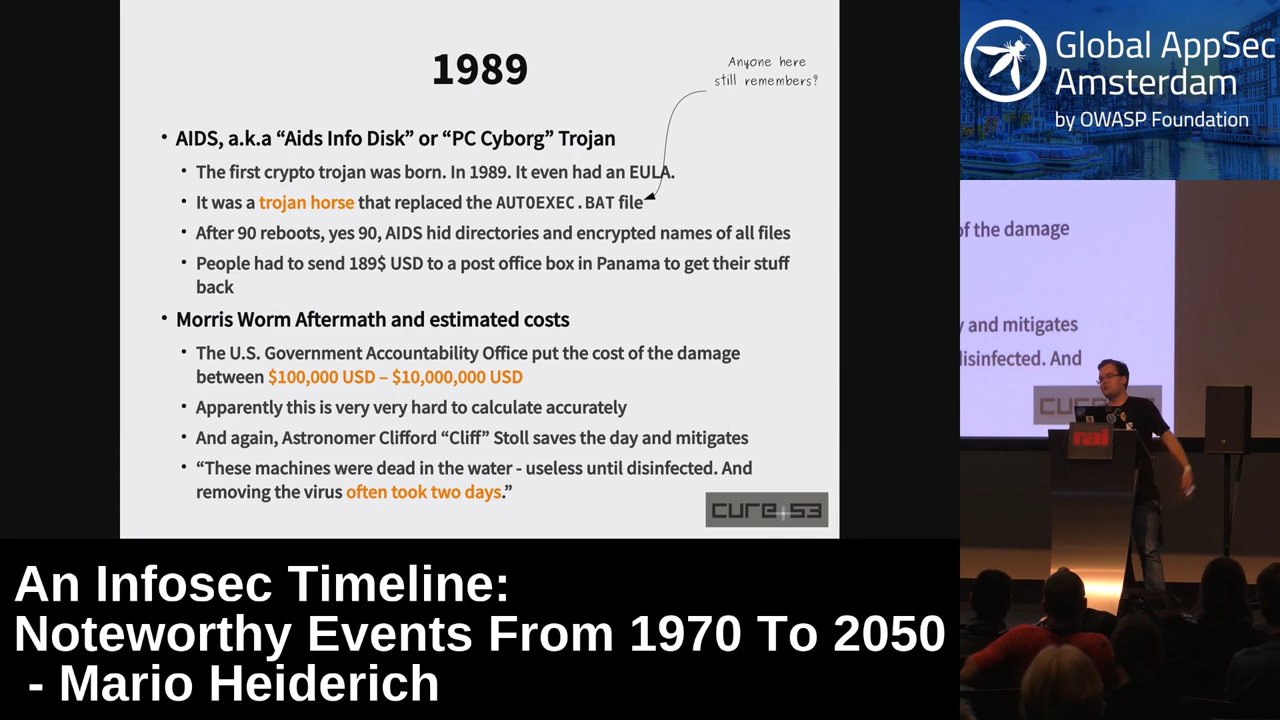 1989
Anyone here
still remembers?
• AIDS, a.k.a “Aids Info Disk” or “PC Cyborg” Trojan
• The first crypto trojan was born. In 1989. It even had an EULA.
• It was a trojan horse that replaced the AUTOEXEC.BAT file
• After 90 reboots, yes 90, AIDS hid directories and encrypted names of all files
• People had to send 189$ USD to a post office box in Panama to get their stuff
back
• Morris Worm Aftermath and estimated costs
• The U.S. Government Accountability Office put the cost of the damage
between $100,000 USD – $10,000,000 USD
• Apparently this is very very hard to calculate accurately
• And again, Astronomer Clifford “Cliff” Stoll saves the day and mitigates
• “These machines were dead in the water - useless until disinfected. And
removing the virus often took two days.”
cure+53
Global AppSec
Amsterdam
by OWASP Foundation
of the damage
y and mitigates
disinfected. And
cure53
rai
An Infosec Timeline:
Noteworthy Events From 1970 To 2050
- Mario Heiderich